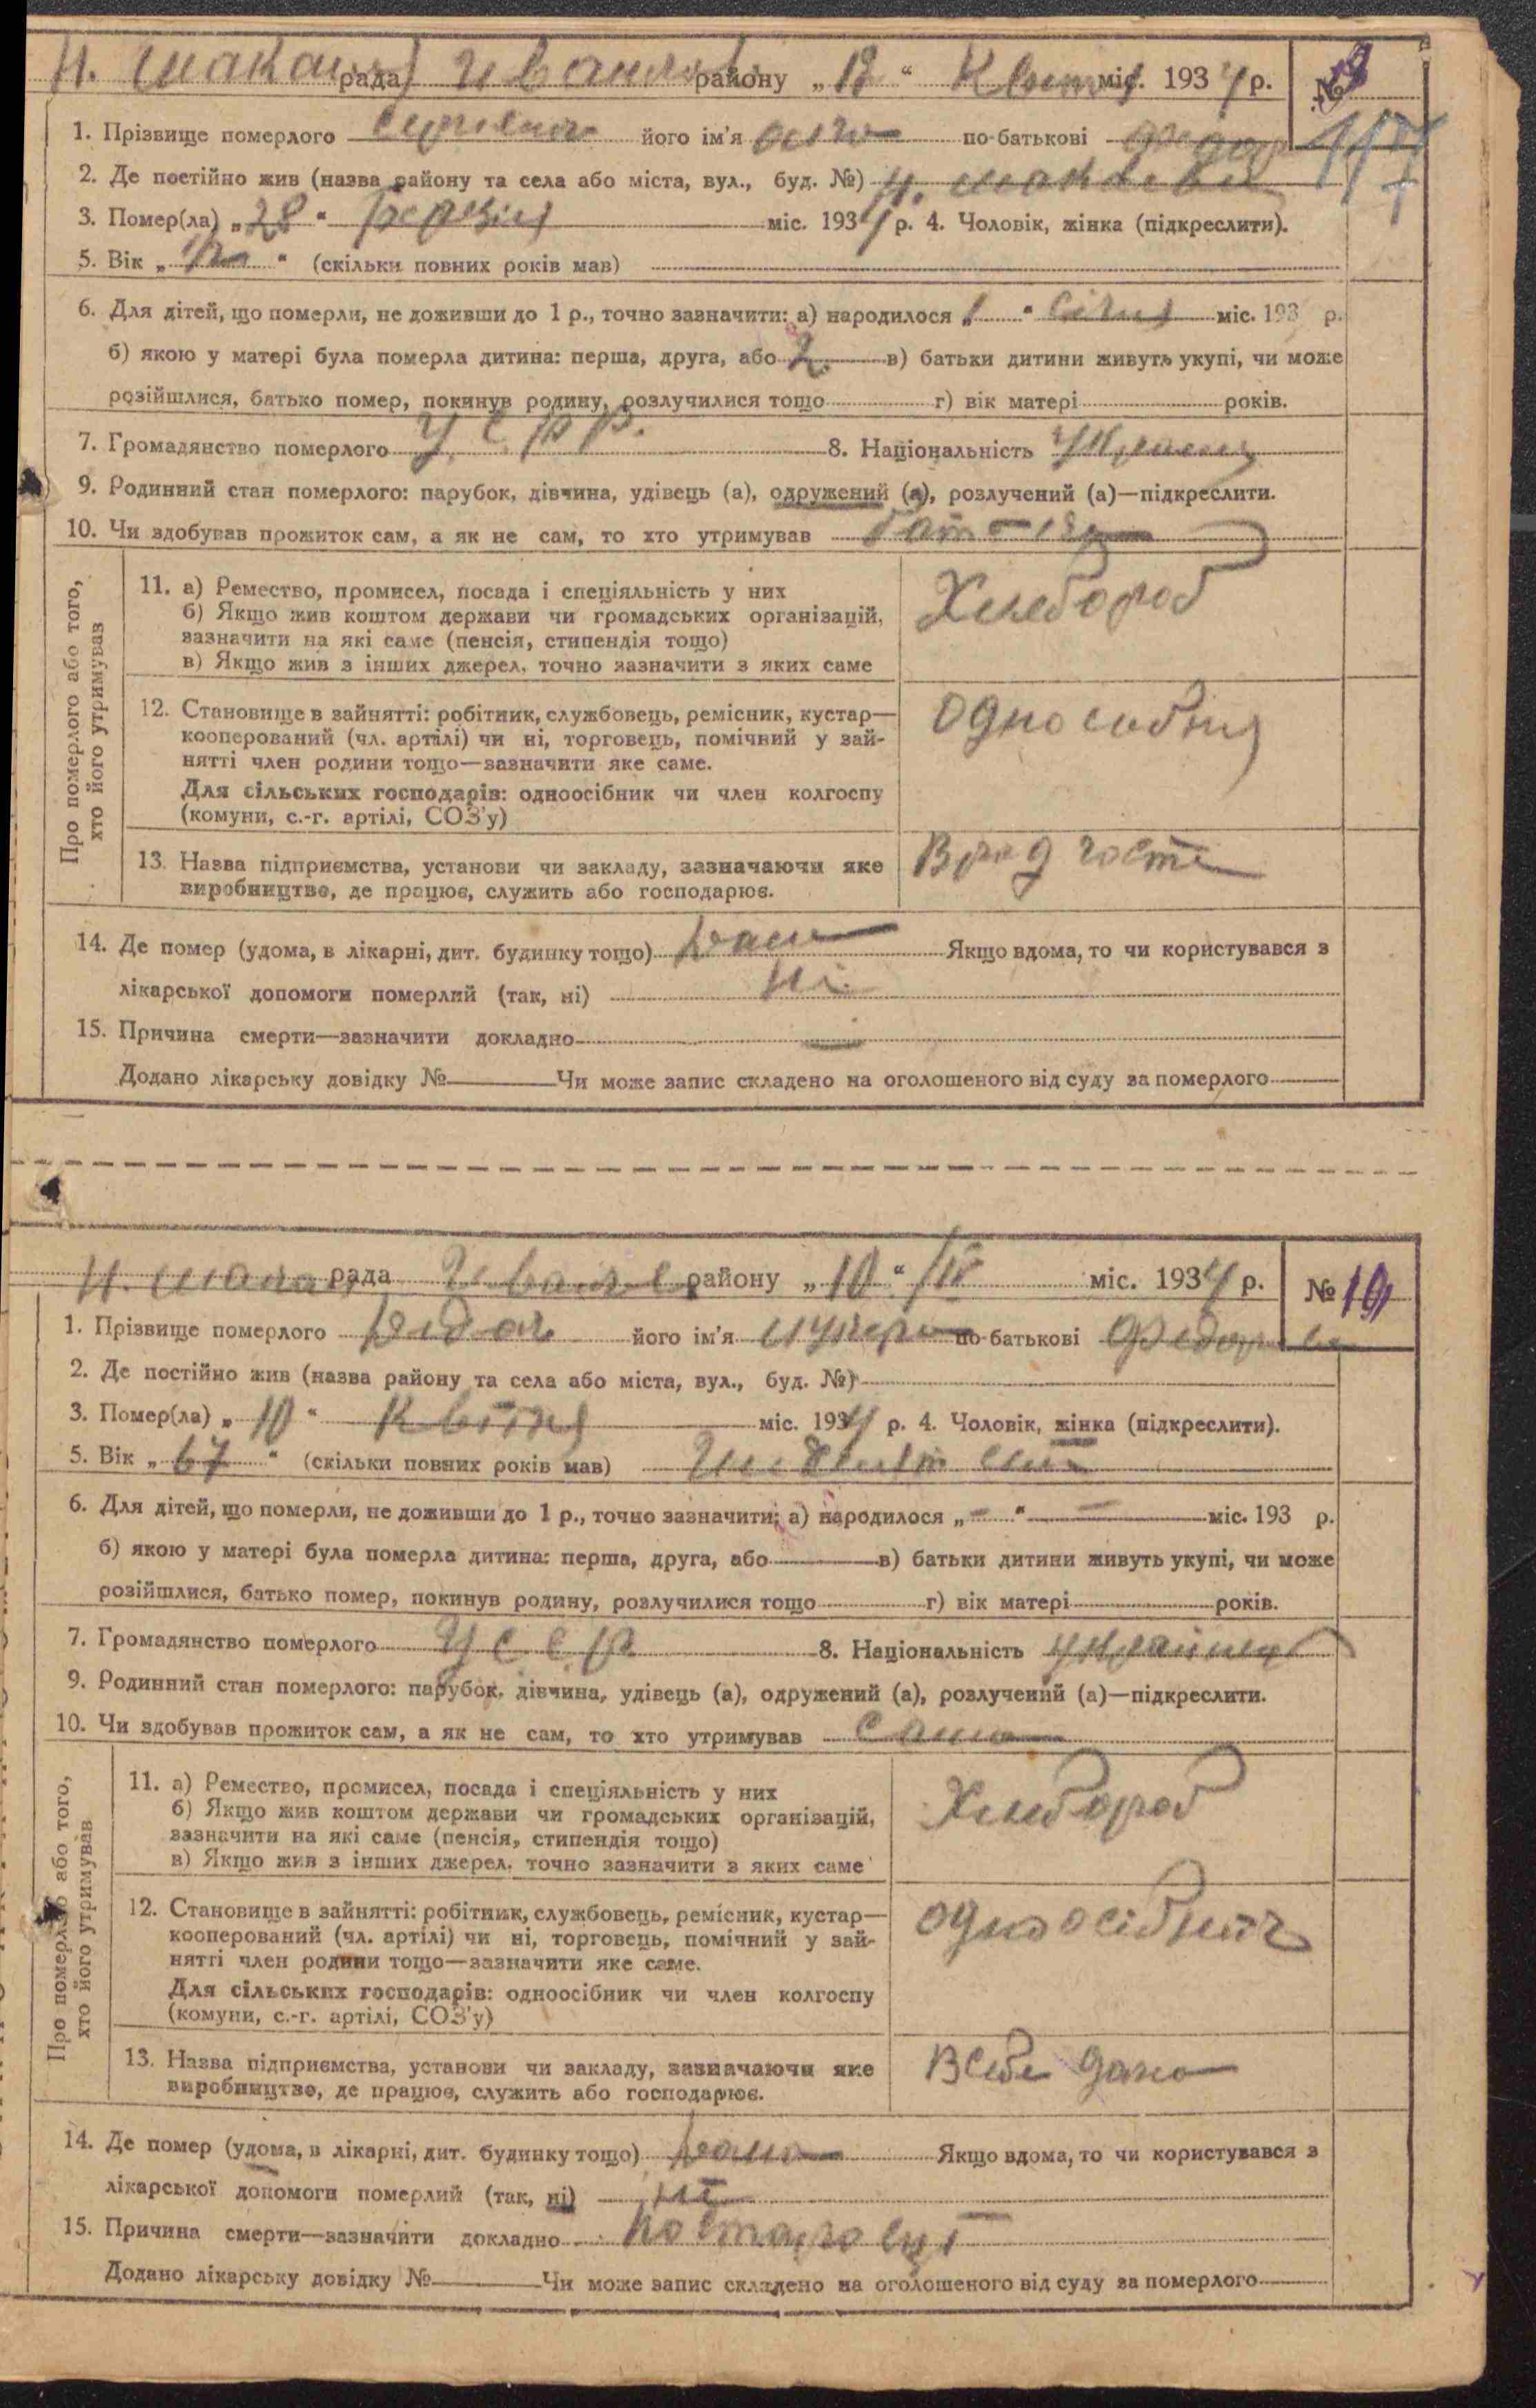 рада району „12“ міс. 1934 р. №
1. Прізвище померлого його ім'я по-батькові
2. Де постійно жив (назва району та села або міста, вул., буд. №)
3. Помер(ла) „28“ березня міс. 1934 р. 4. Чоловік, жінка (підкреслити).
5. Вік „ “ (скільки повних років мав)
6. Для дітей, що померли, не доживши до 1 р., точно зазначити: а) народилося „1“ січня міс. 193 р.
б) якою у матері була померла дитина: перша, друга, або 2. в) батьки дитини живуть укупі, чи може
розійшлися, батько помер, покинув родину, розлучилися тощо г) вік матері років.
7. Громадянство померлого УСРР. 8. Національність
9. Родинний стан померлого: парубок, дівчина, удівець (а), одружений (а), розлучений (а)—підкреслити.
10. Чи здобував прожиток сам, а як не сам, то хто утримував
Про померлого або того,
хто його утримував
11. а) Ремество, промисел, посада і спеціяльність у них
б) Якщо жив коштом держави чи громадських організацій,
зазначити на які саме (пенсія, стипендія тощо)
в) Якщо жив з інших джерел, точно зазначити з яких саме
Хлебороб
12. Становище в зайнятті: робітник, службовець, ремісник, кустар—
кооперований (чл. артілі) чи ні, торговець, помічний у зай-
нятті член родини тощо—зазначити яке саме.
Для сільських господарів: одноосібник чи член колгоспу
(комуни, с.-г. артілі, СОЗ'у)
13. Назва підприємства, установи чи закладу, зазначаючи яке
виробництво, де працює, служить або господарює.
14. Де помер (удома, в лікарні, дит. будинку тощо) Якщо вдома, то чи користувався з
лікарської допомоги померлий (так, ні) ні
15. Причина смерти—зазначити докладно —
Додано лікарську довідку № Чи може запис складено на оголошеного від суду за померлого
рада району „10“ IV міс. 1934 р. № 10
1. Прізвище померлого його ім'я по-батькові
2. Де постійно жив (назва району та села або міста, вул., буд. №)
3. Помер(ла) „10“ Квітня міс. 1934 р. 4. Чоловік, жінка (підкреслити).
5. Вік „67“ (скільки повних років мав)
6. Для дітей, що померли, не доживши до 1 р., точно зазначити: а) народилося „—“ — міс. 193 р.
б) якою у матері була померла дитина: перша, друга, або в) батьки дитини живуть укупі, чи може
розійшлися, батько помер, покинув родину, розлучилися тощо г) вік матері років.
7. Громадянство померлого 8. Національність
9. Родинний стан померлого: парубок, дівчина, удівець (а), одружений (а), розлучений (а)—підкреслити.
10. Чи здобував прожиток сам, а як не сам, то хто утримував сама
Про померлого або того,
хто його утримував
11. а) Ремество, промисел, посада і спеціяльність у них
б) Якщо жив коштом держави чи громадських організацій,
зазначити на які саме (пенсія, стипендія тощо)
в) Якщо жив з інших джерел, точно зазначити з яких саме
Хлебороб
12. Становище в зайнятті: робітник, службовець, ремісник, кустар—
кооперований (чл. артілі) чи ні, торговець, помічний у зай-
нятті член родини тощо—зазначити яке саме.
Для сільських господарів: одноосібник чи член колгоспу
(комуни, с.-г. артілі, СОЗ'у)
одноосібник
13. Назва підприємства, установи чи закладу, зазначаючи яке
виробництво, де працює, служить або господарює.
В себе дома
14. Де помер (удома, в лікарні, дит. будинку тощо) дома Якщо вдома, то чи користувався з
лікарської допомоги померлий (так, ні) ні
15. Причина смерти—зазначити докладно
Додано лікарську довідку № Чи може запис складено на оголошеного від суду за померлого